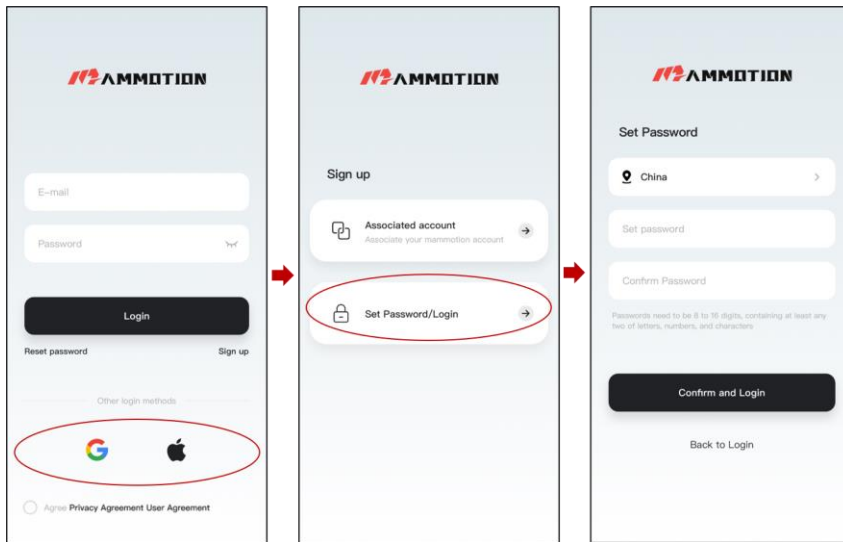 MAMMOTION
E-mail
Password
Login
Reset password
Sign up
Other login methods
Agree Privacy Agreement User Agreement
MAMMOTION
Sign up
Associated account
Associate your mammotion account
Set Password/Login
MAMMOTION
Set Password
China
Set password
Confirm Password
Passwords need to be 8 to 16 digits, containing at least any
two of letters, numbers, and characters
Confirm and Login
Back to Login